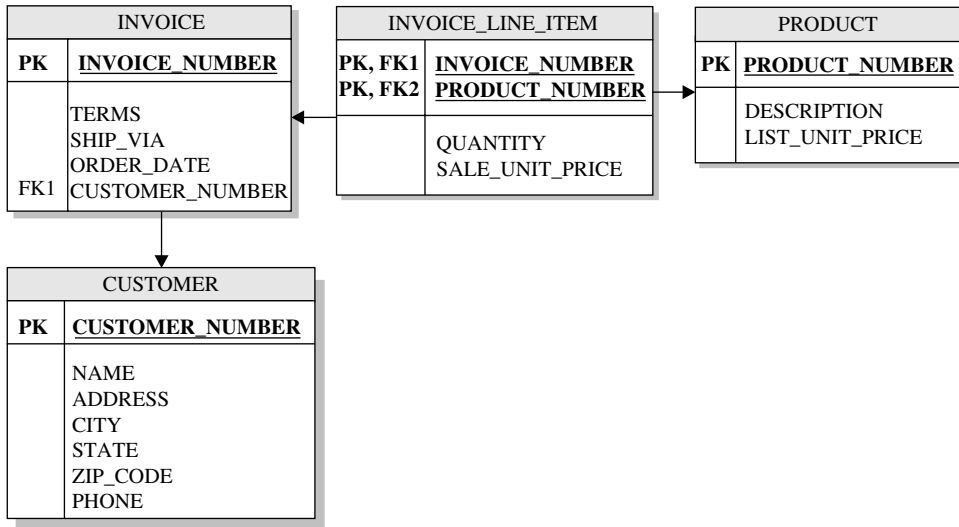 INVOICE
PK INVOICE_NUMBER
TERMS
SHIP_VIA
ORDER_DATE
FK1 CUSTOMER_NUMBER
INVOICE_LINE_ITEM
PK, FK1 INVOICE_NUMBER
PK, FK2 PRODUCT_NUMBER
QUANTITY
SALE_UNIT_PRICE
PRODUCT
PK PRODUCT_NUMBER
DESCRIPTION
LIST_UNIT_PRICE
CUSTOMER
PK CUSTOMER_NUMBER
NAME
ADDRESS
CITY
STATE
ZIP_CODE
PHONE